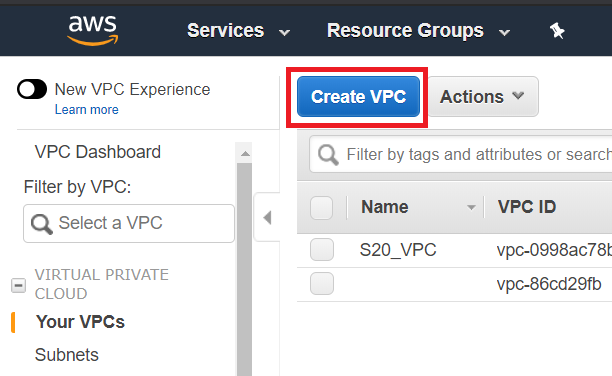 aws Services Resource Groups
New VPC Experience
Learn more
Create VPC Actions
VPC Dashboard
Filter by VPC:
Select a VPC
Filter by tags and attributes or search
Name VPC ID
S20_VPC vpc-0998ac78b
vpc-86cd29fb
VIRTUAL PRIVATE
CLOUD
Your VPCs
Subnets